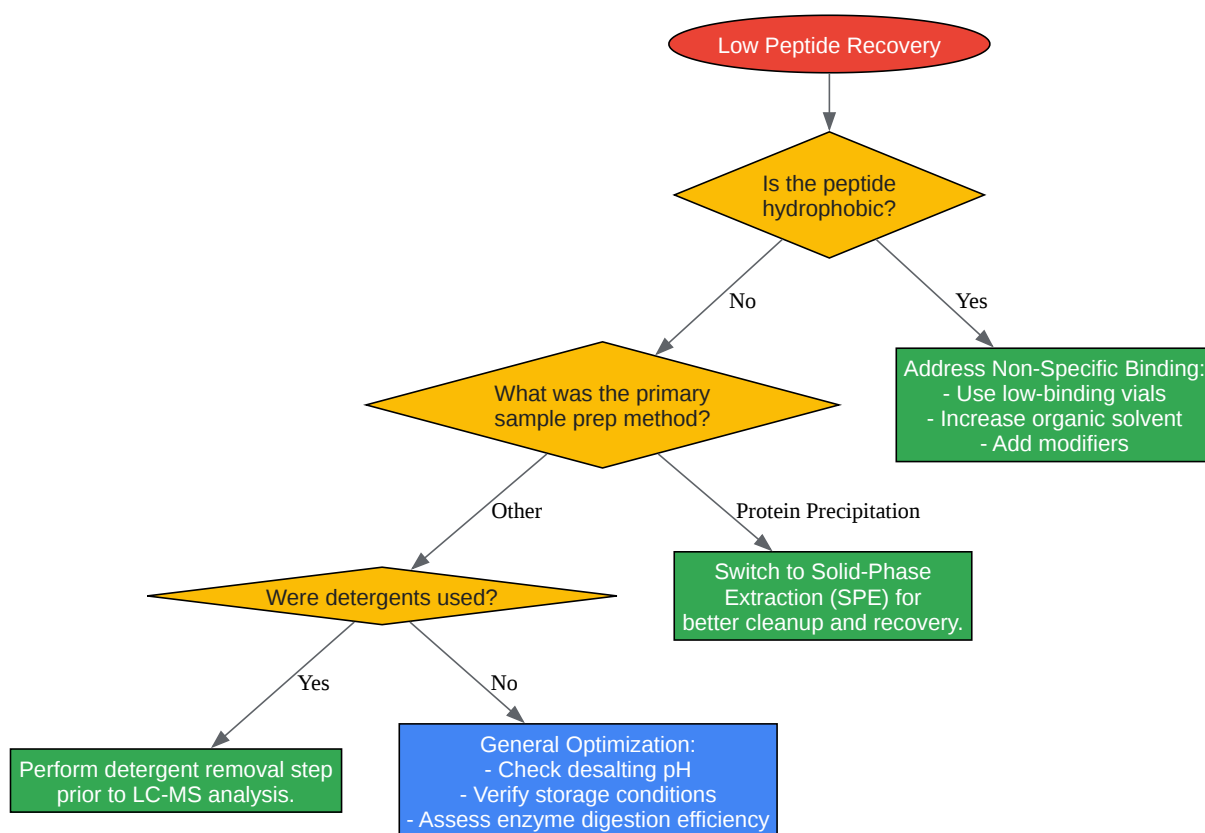 Low Peptide Recovery
Is the peptide
hydrophobic?
No
Yes
What was the primary
sample prep method?
Address Non-Specific Binding:
- Use low-binding vials
- Increase organic solvent
- Add modifiers
Other
Protein Precipitation
Were detergents used?
Switch to Solid-Phase
Extraction (SPE) for
better cleanup and recovery.
Yes
No
Perform detergent removal step
prior to LC-MS analysis.
General Optimization:
- Check desalting pH
- Verify storage conditions
- Assess enzyme digestion efficiency